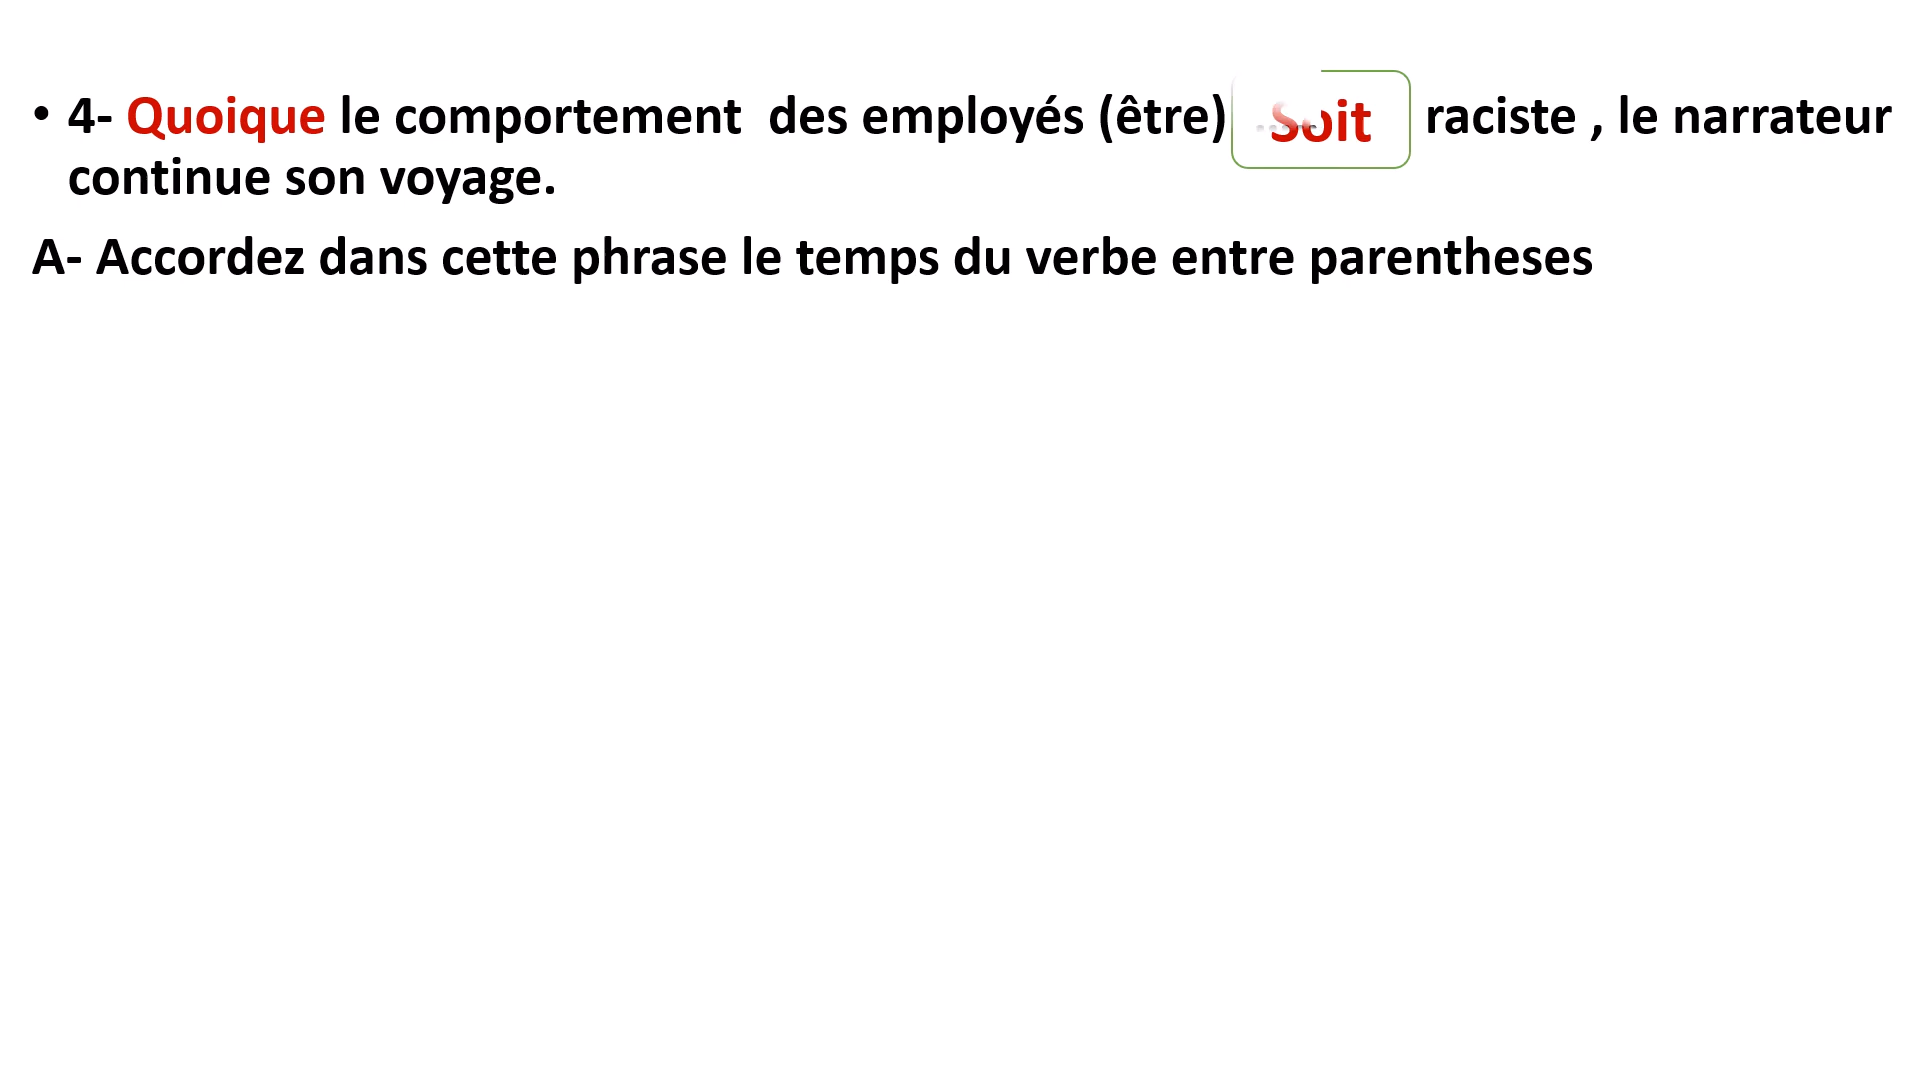 • 4- Quoique le comportement des employés (être) Soit raciste , le narrateur
continue son voyage.
A- Accordez dans cette phrase le temps du verbe entre parentheses